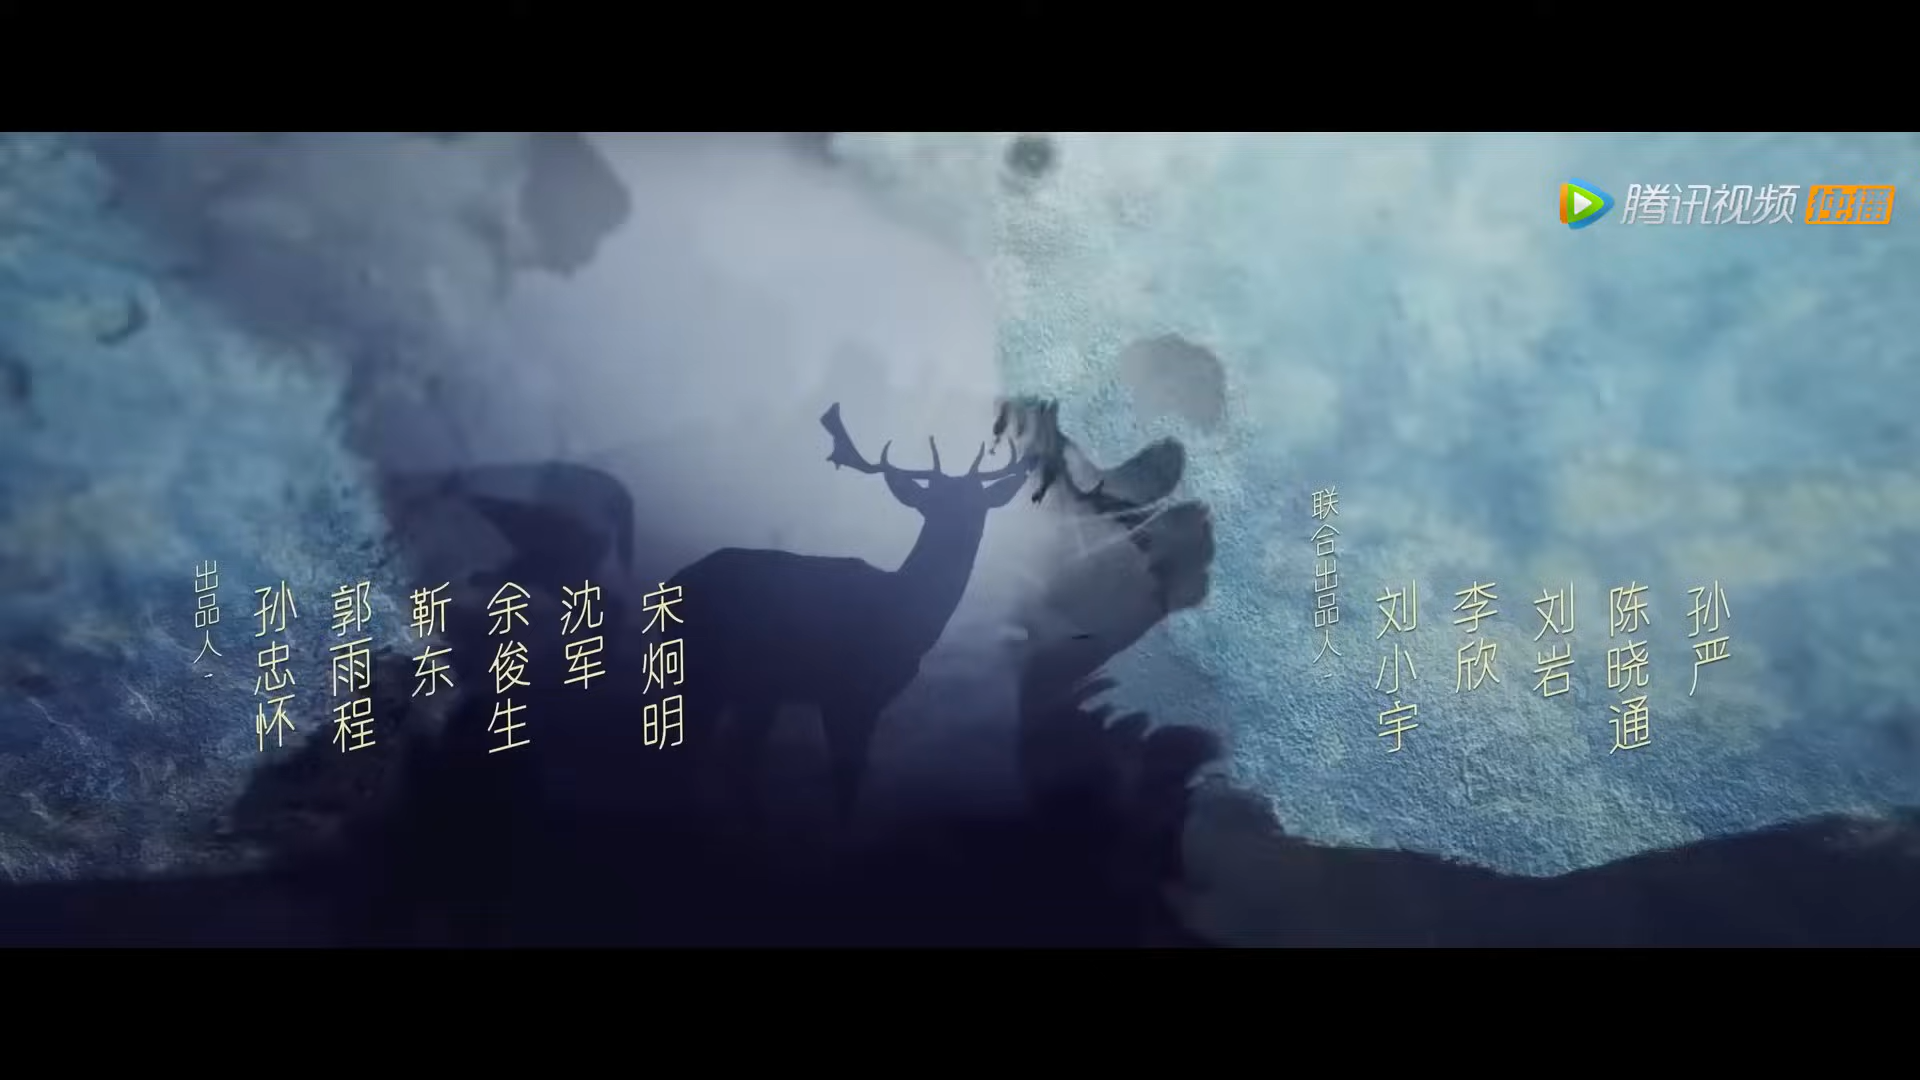 腾讯视频 独播
出品人
孙忠怀
郭雨程
靳东
余俊生
沈军
宋炯明
联合出品人
刘小宇
李欣
刘岩
陈晓通
孙严